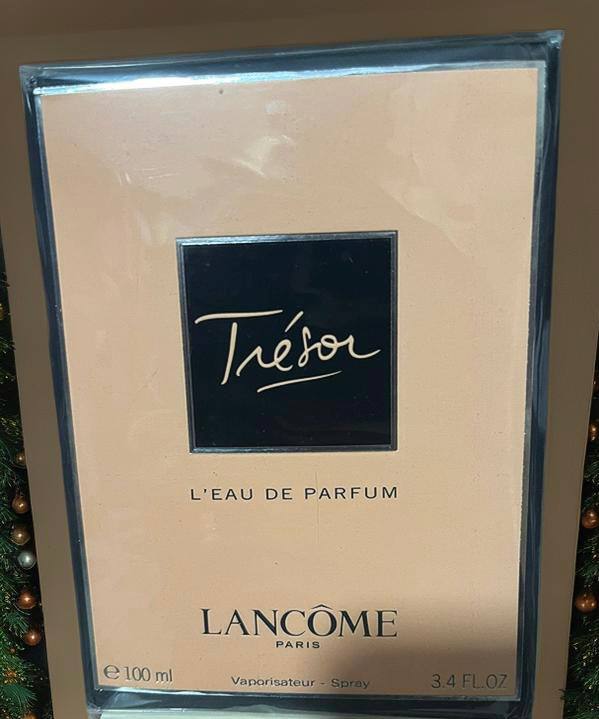 Trésor
L'EAU DE PARFUM
LANCÔME
PARIS
e 100 ml
Vaporisateur - Spray
3.4 FL.OZ